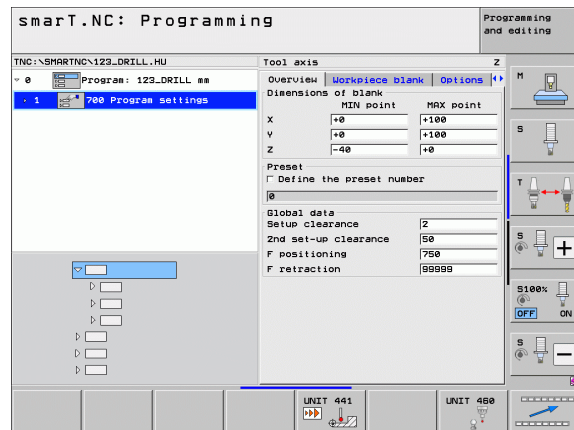 smarT.NC: Programming
Programming
and editing
TNC:\SMARTNC\123_DRILL.HU
0 Program: 123_DRILL mm
1 700 Program settings
Tool axis Z
Overview Workpiece blank Options
Dimensions of blank
MIN point MAX point
X +0 +100
Y +0 +100
Z -40 +0
Preset
Define the preset number
0
Global data
Setup clearance 2
2nd set-up clearance 50
F positioning 750
F retraction 99999
M
S
T
S
S100%
OFF ON
S
UNIT 441
UNIT 460